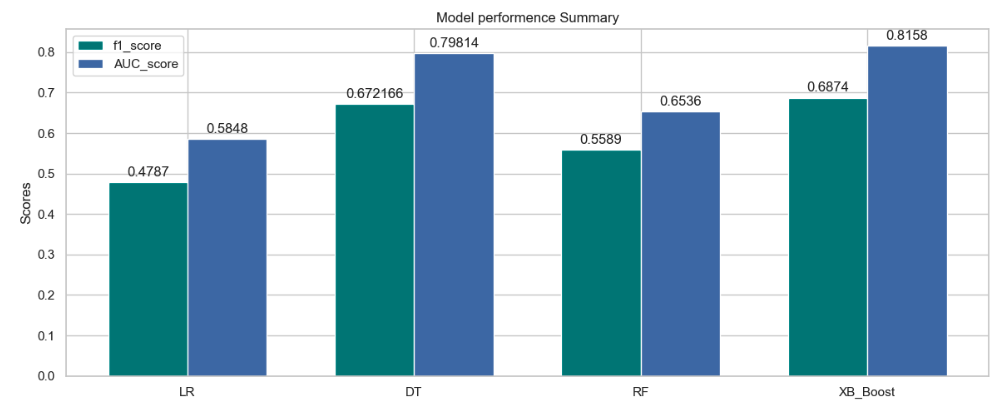 Model performence Summary
f1_score
AUC_score
Scores
0.8
0.7
0.6
0.5
0.4
0.3
0.2
0.1
0.0
0.4787
0.5848
0.672166
0.79814
0.5589
0.6536
0.6874
0.8158
LR
DT
RF
XB_Boost